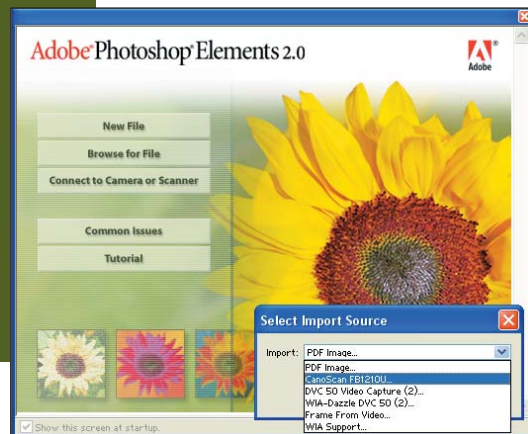 Adobe® Photoshop® Elements 2.0
Adobe
New File
Browse for File
Connect to Camera or Scanner
Common Issues
Tutorial
Select Import Source
Import: PDF Image...
PDF Image...
CanoScan FB1210U...
DVC 50 Video Capture (2)...
WIA-Dazzle DVC 50 (2)...
Frame From Video...
WIA Support...
Show this screen at startup.